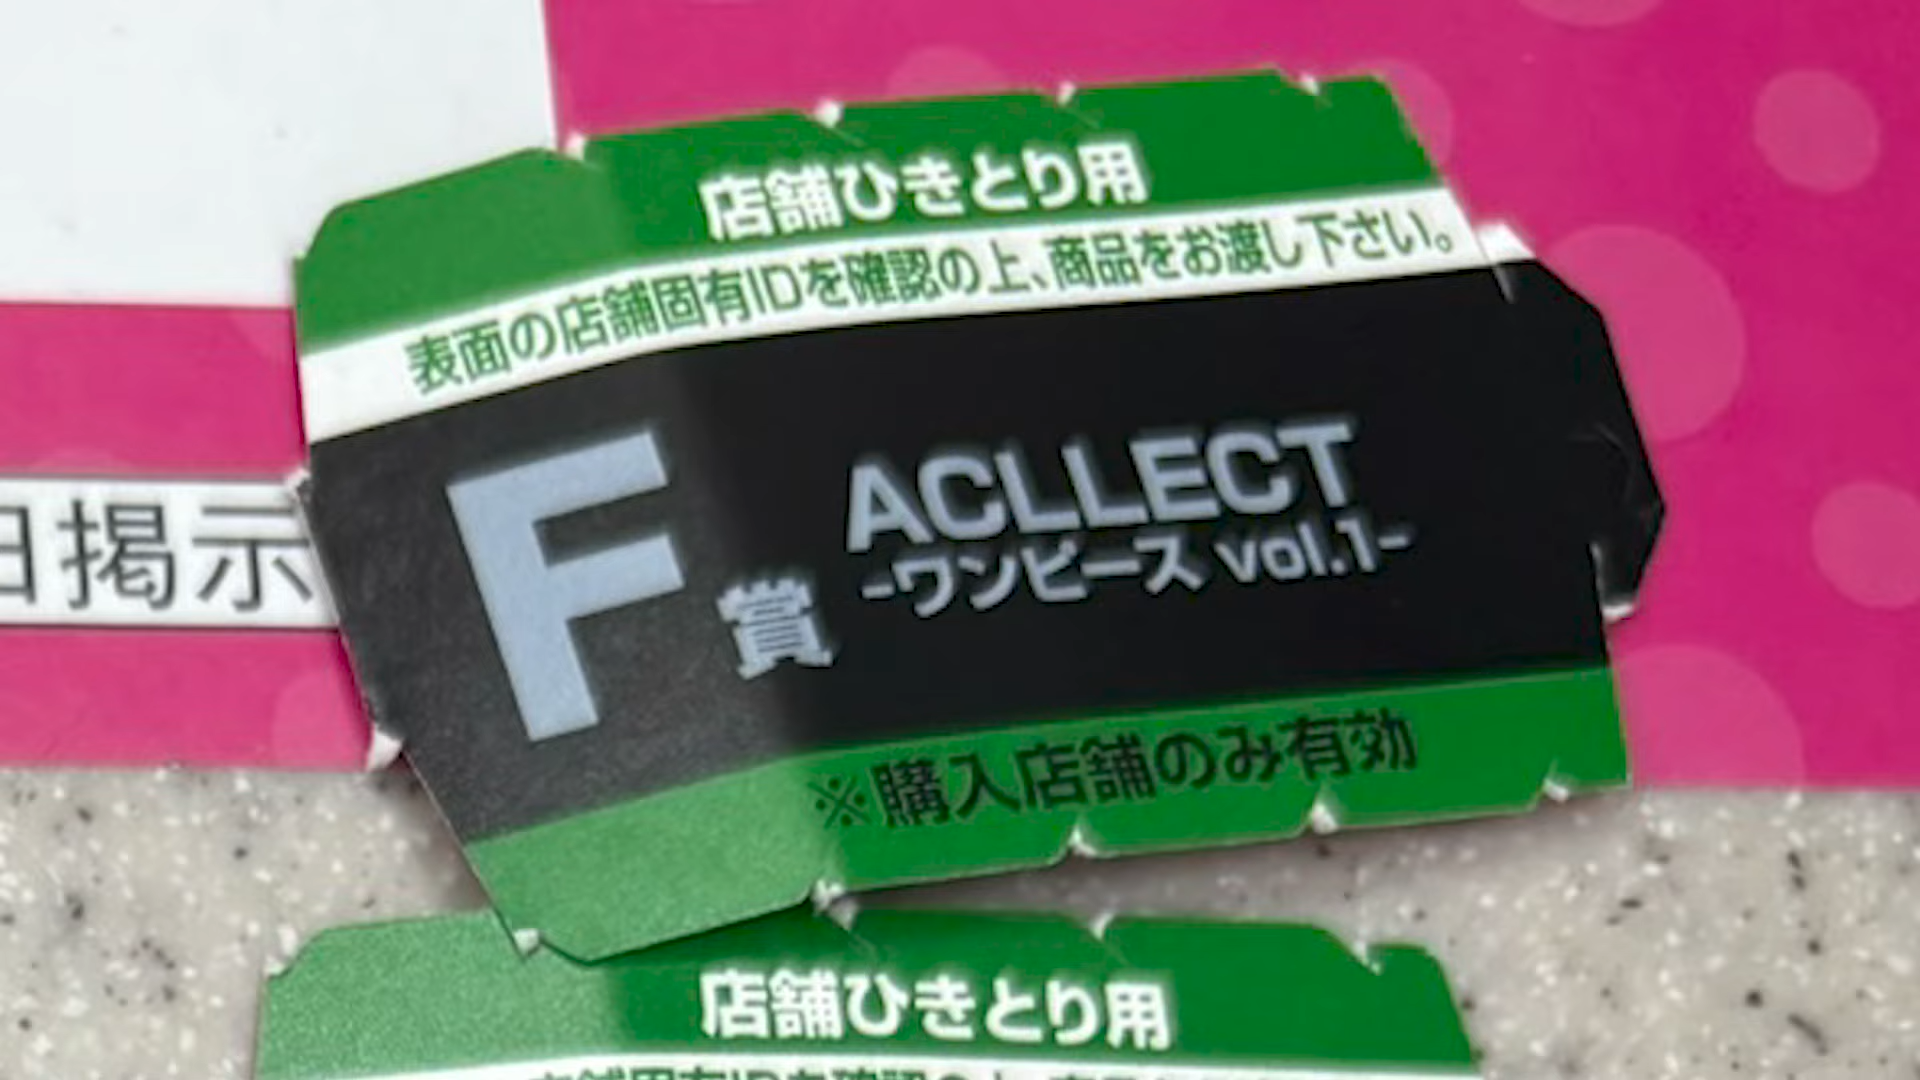 店舗ひきとり用
表面の店舗固有IDを確認の上、商品をお渡し下さい。
F賞
ACLLECT
-ワンピース vol.1-
※購入店舗のみ有効
掲示
店舗ひきとり用